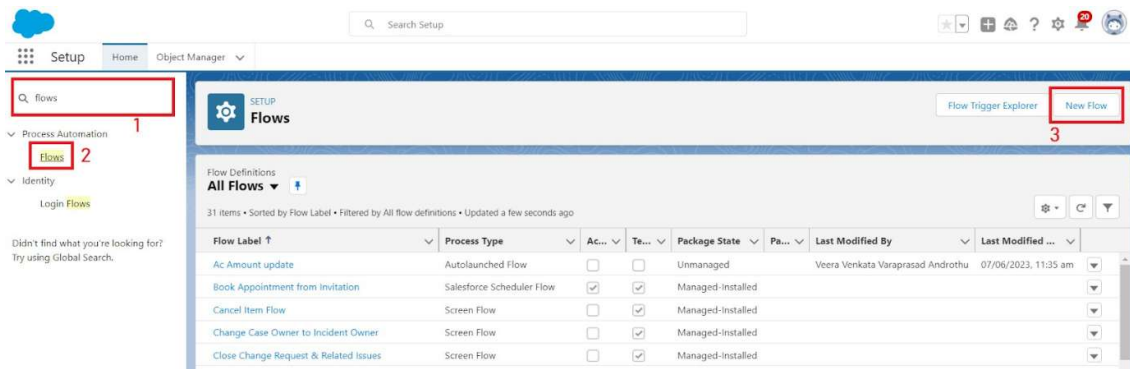 Search Setup
20
Setup Home Object Manager
flows
1
Process Automation
Flows 2
Identity
Login Flows
Didn't find what you're looking for?
Try using Global Search.
SETUP
Flows
Flow Trigger Explorer New Flow
3
Flow Definitions
All Flows
31 items • Sorted by Flow Label • Filtered by All flow definitions • Updated a few seconds ago
Flow Label ↑ Process Type Ac... Te... Package State Pa... Last Modified By Last Modified ...
Ac Amount update Autolaunched Flow Unmanaged Veera Venkata Varaprasad Androthu 07/06/2023, 11:35 am
Book Appointment from Invitation Salesforce Scheduler Flow Managed-Installed
Cancel Item Flow Screen Flow Managed-Installed
Change Case Owner to Incident Owner Screen Flow Managed-Installed
Close Change Request & Related Issues Screen Flow Managed-Installed